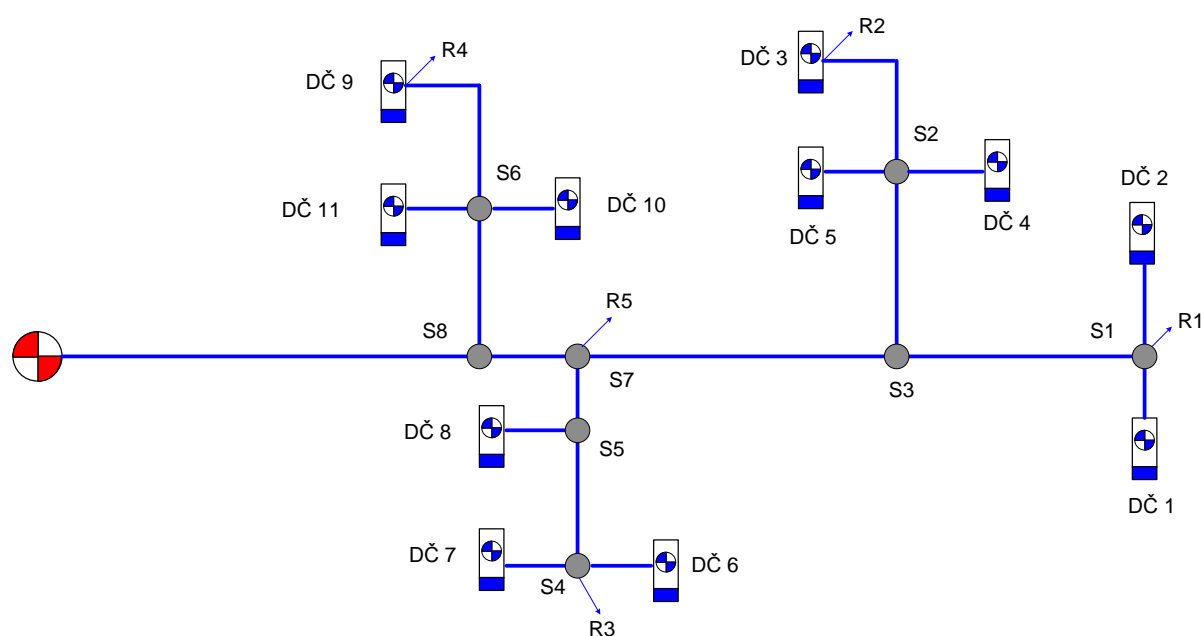 R2
R4
DČ 3
DČ 9
S2
S6
DČ 2
DČ 11
DČ 10
DČ 5
DČ 4
R5
S8
S1
R1
S7
S3
DČ 8
S5
DČ 1
DČ 7
S4
DČ 6
R3